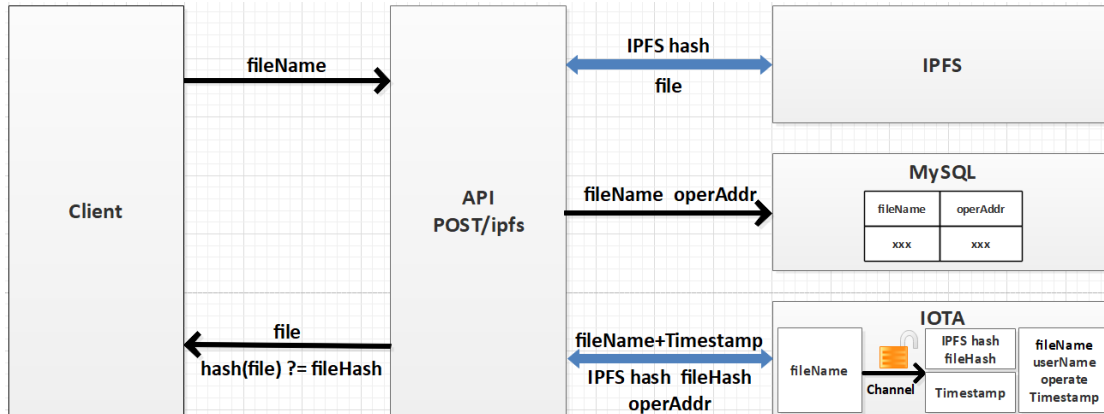 Client
fileName
file
hash(file) ?= fileHash
API
POST/ipfs
IPFS hash
file
IPFS
fileName operAddr
MySQL
fileName operAddr
xxx xxx
fileName+Timestamp
IPFS hash fileHash
operAddr
IOTA
fileName
Channel
IPFS hash
fileHash
Timestamp
fileName
userName
operate
Timestamp